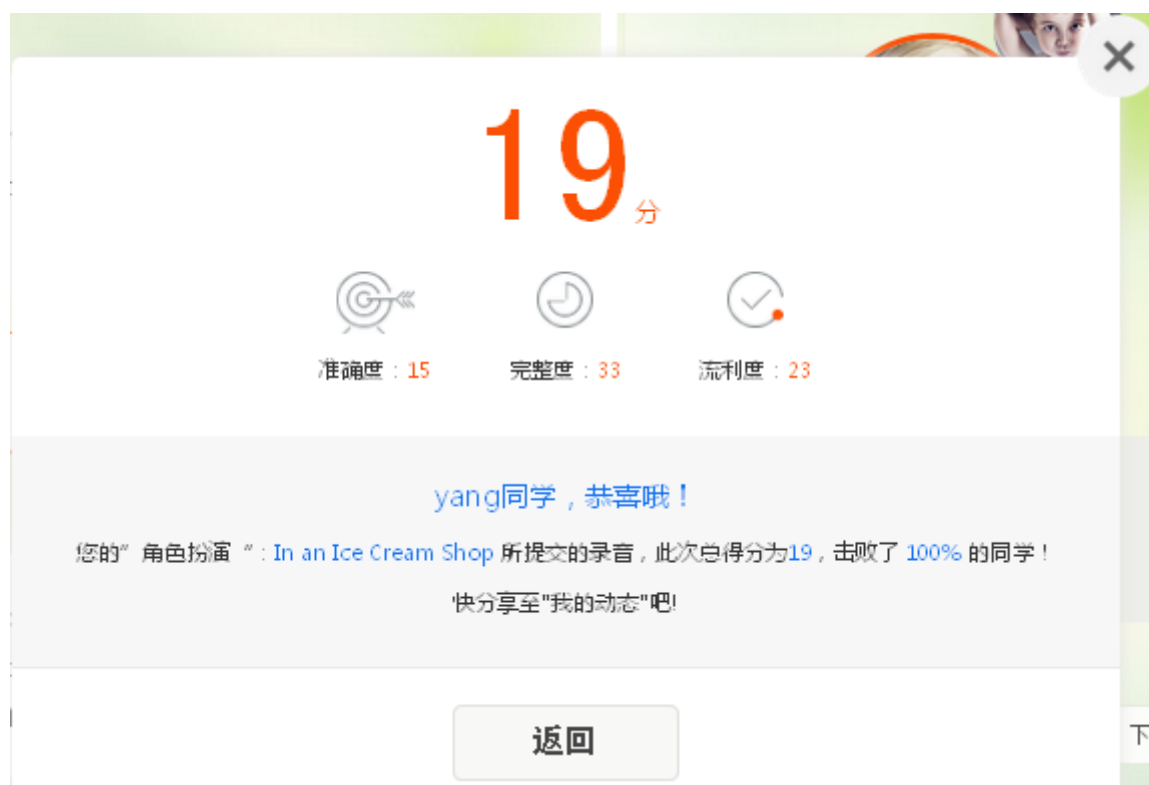 19分
准确度：15 完整度：33 流利度：23
yang同学，恭喜哦！
您的”角色扮演“：In an Ice Cream Shop 所提交的录音，此次总得分为19，击败了 100% 的同学！
快分享至"我的动态"吧!
返回
下